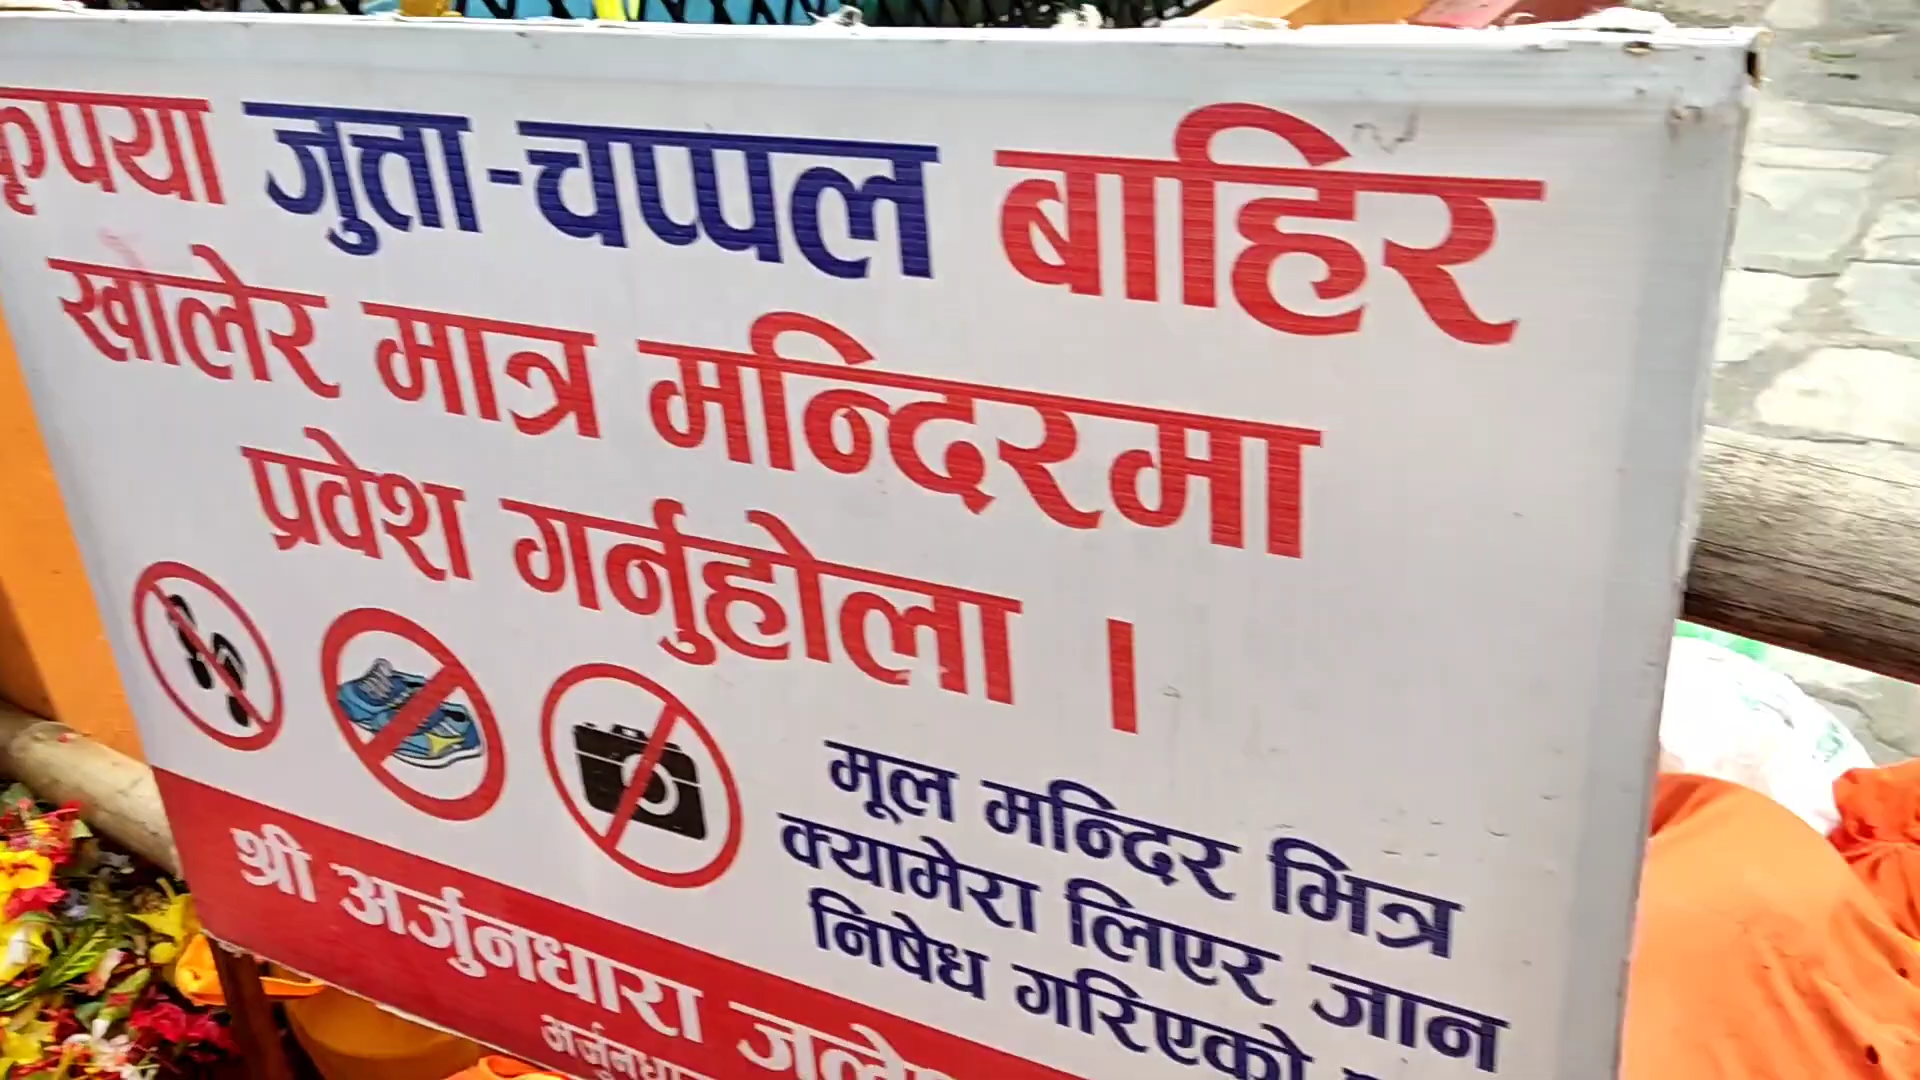 कृपया जुत्ता-चप्पल बाहिर
खोलेर मात्र मन्दिरमा
प्रवेश गर्नुहोला ।
मूल मन्दिर भित्र
क्यामेरा लिएर जान
निषेध गरिएको
श्री अर्जुनधारा